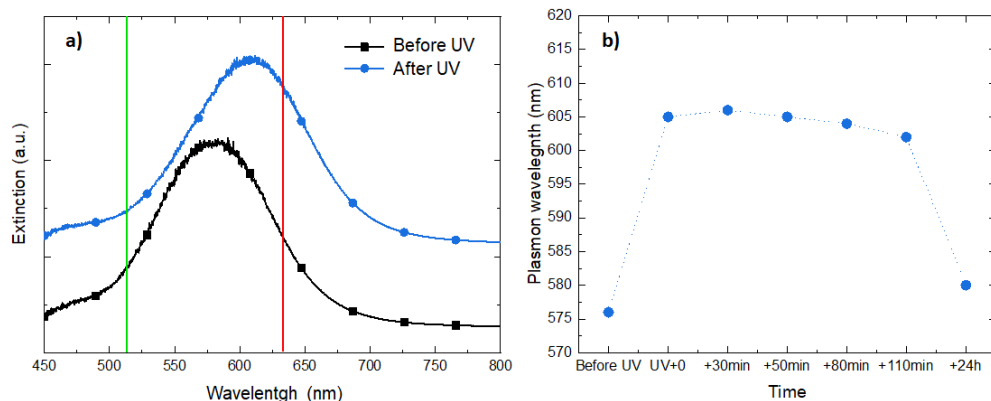 a)
Before UV
After UV
Extinction (a.u.)
450 500 550 600 650 700 750 800
Wavelentgh (nm)
b)
Plasmon wavelegnth (nm)
620
615
610
605
600
595
590
585
580
575
570
Before UV UV+0 +30min +50min +80min +110min +24h
Time